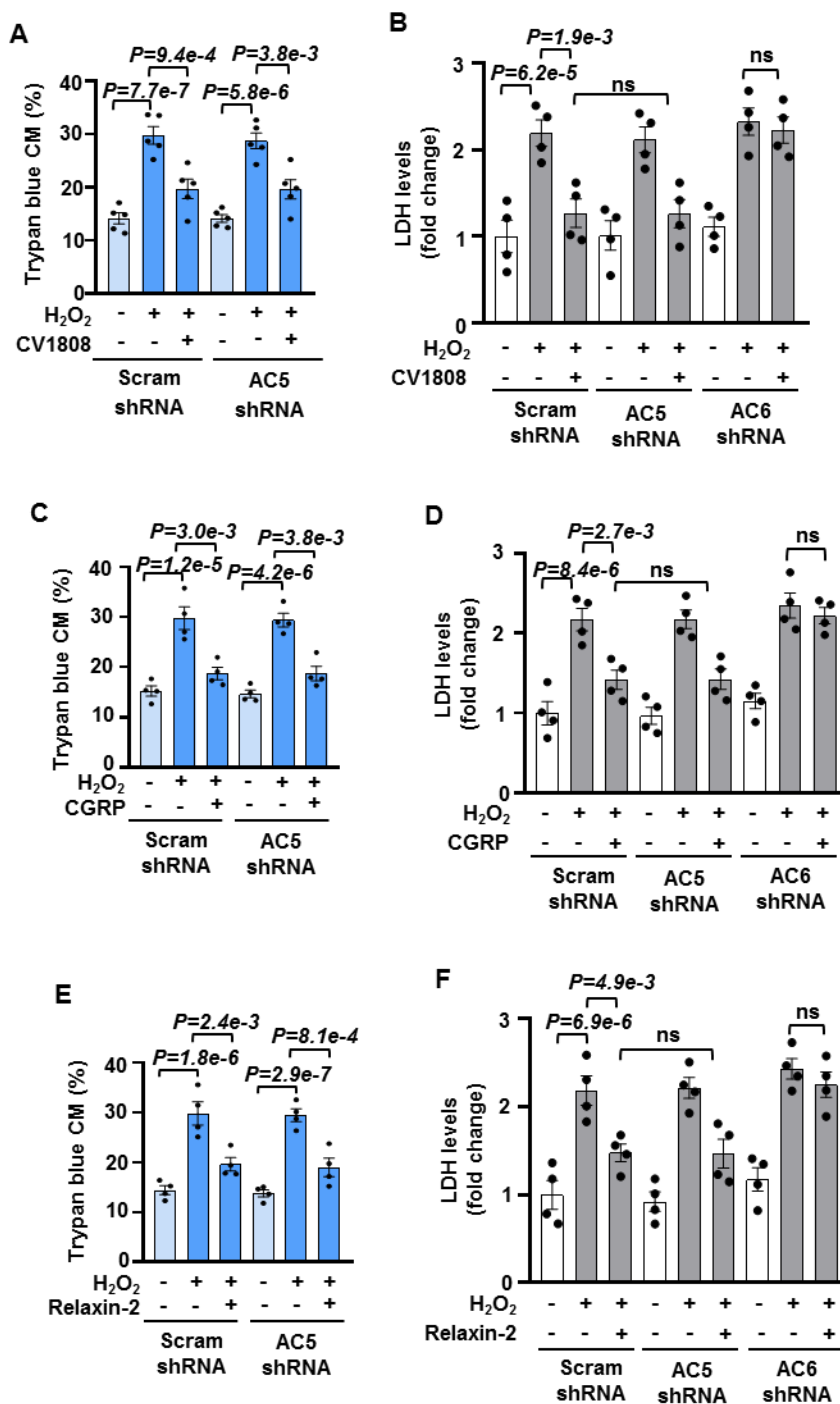 A
P=9.4e-4 P=3.8e-3
P=7.7e-7 P=5.8e-6
Trypan blue CM (%)
40
30
20
10
0
H₂O₂ - + + - + +
CV1808 - - + - - +
Scram shRNA
AC5 shRNA
B
P=1.9e-3
P=6.2e-5
ns
ns
LDH levels
(fold change)
3
2
1
0
H₂O₂ - + + - + + - + +
CV1808 - - + - - + - - +
Scram shRNA
AC5 shRNA
AC6 shRNA
C
P=3.0e-3 P=3.8e-3
P=1.2e-5 P=4.2e-6
Trypan blue CM (%)
40
30
20
10
0
H₂O₂ - + + - + +
CGRP - - + - - +
Scram shRNA
AC5 shRNA
D
P=2.7e-3
P=8.4e-6
ns
ns
LDH levels
(fold change)
3
2
1
0
H₂O₂ - + + - + + - + +
CGRP - - + - - + - - +
Scram shRNA
AC5 shRNA
AC6 shRNA
E
P=2.4e-3 P=8.1e-4
P=1.8e-6 P=2.9e-7
Trypan blue CM (%)
40
30
20
10
0
H₂O₂ - + + - + +
Relaxin-2 - - + - - +
Scram shRNA
AC5 shRNA
F
P=4.9e-3
P=6.9e-6
ns
ns
LDH levels
(fold change)
3
2
1
0
H₂O₂ - + + - + + - + +
Relaxin-2 - - + - - + - - +
Scram shRNA
AC5 shRNA
AC6 shRNA